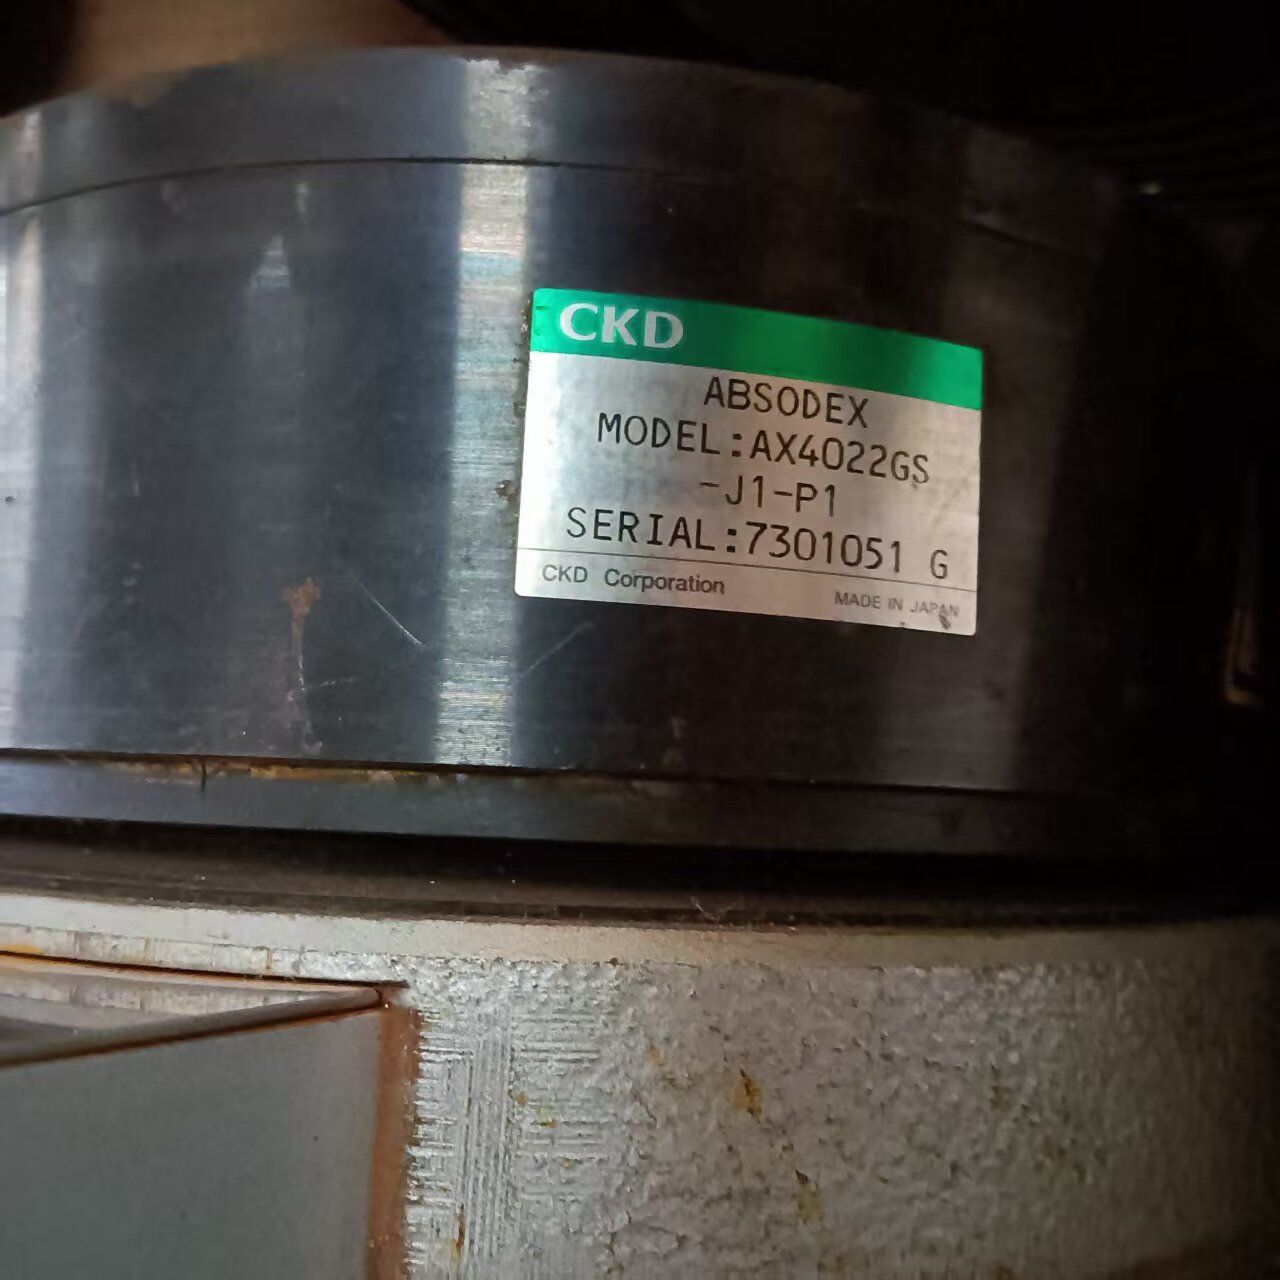 CKD
ABSODEX
MODEL:AX4022GS
-J1-P1
SERIAL:7301051 G
CKD Corporation
MADE IN JAPAN